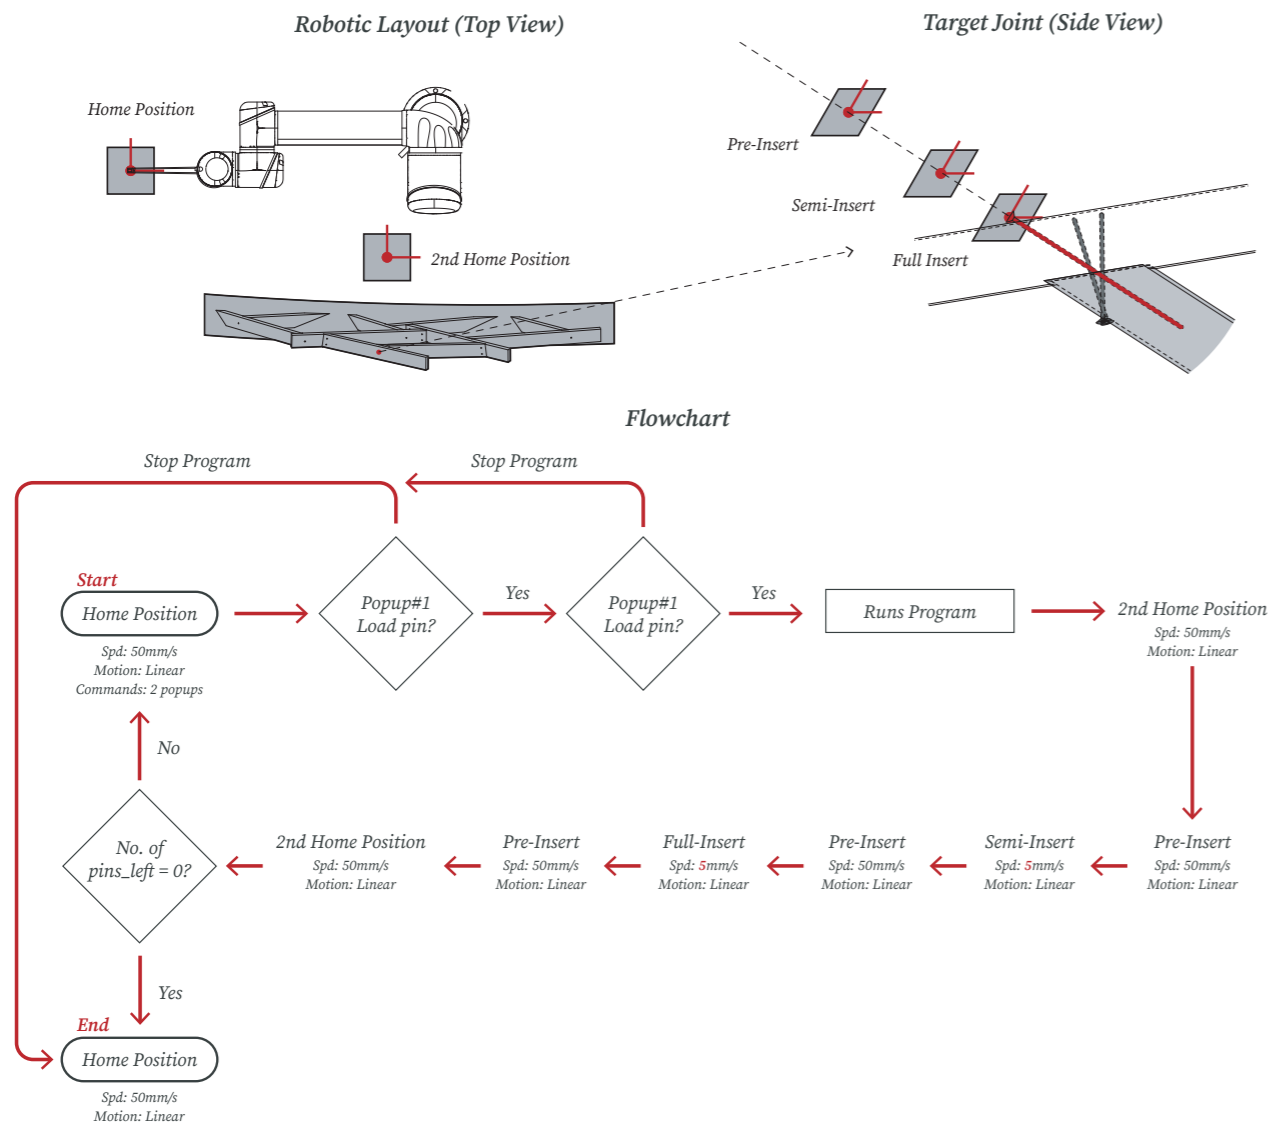 Robotic Layout (Top View)
Target Joint (Side View)
Home Position
2nd Home Position
Pre-Insert
Semi-Insert
Full Insert
Flowchart
Stop Program
Stop Program
Start
Home Position
Spd: 50mm/s
Motion: Linear
Commands: 2 popups
Popup#1
Load pin?
Yes
Popup#1
Load pin?
Yes
Runs Program
2nd Home Position
Spd: 50mm/s
Motion: Linear
Pre-Insert
Spd: 50mm/s
Motion: Linear
Semi-Insert
Spd: 5mm/s
Motion: Linear
Pre-Insert
Spd: 50mm/s
Motion: Linear
Full-Insert
Spd: 5mm/s
Motion: Linear
Pre-Insert
Spd: 50mm/s
Motion: Linear
2nd Home Position
Spd: 50mm/s
Motion: Linear
No. of
pins_left = 0?
No
Yes
End
Home Position
Spd: 50mm/s
Motion: Linear